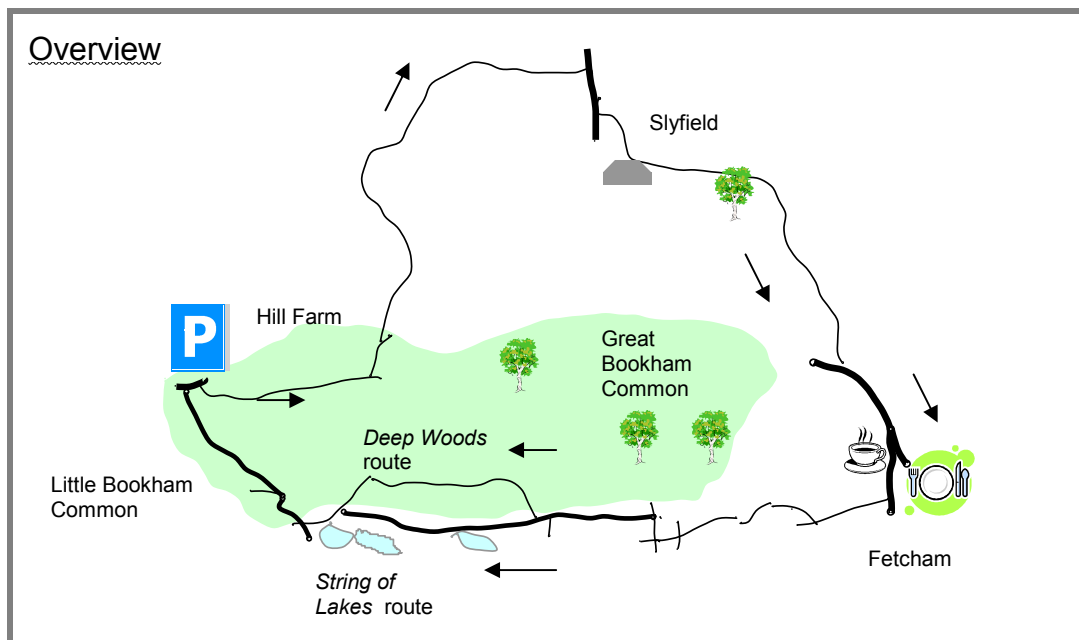 Overview
Slyfield
P
Hill Farm
Great
Bookham
Common
Deep Woods
route
Little Bookham
Common
Fetcham
String of
Lakes route